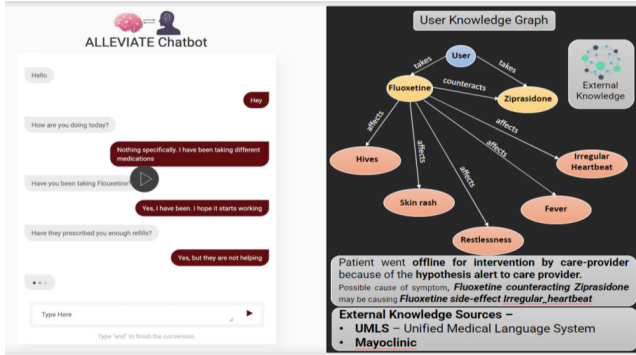 ALLEVIATE Chatbot
Hello
Hey
How are you doing today?
Nothing specifically. I have been taking different
medications
Have you been taking Flouxetine
Yes, I have been. I hope it starts working
Have they prescribed you enough refills?
Yes, but they are not helping
Type Here
Type "end" to finish the conversion.
User Knowledge Graph
User
takes
takes
Fluoxetine
counteracts
Ziprasidone
External
Knowledge
affects
affects
affects
affects
affects
Hives
Skin rash
Restlessness
Fever
Irregular
Heartbeat
Patient went offline for intervention by care-provider
because of the hypothesis alert to care provider.
Possible cause of symptom, Fluoxetine counteracting Ziprasidone
may be causing Fluoxetine side-effect Irregular_heartbeat
External Knowledge Sources –
• UMLS – Unified Medical Language System
• Mayoclinic